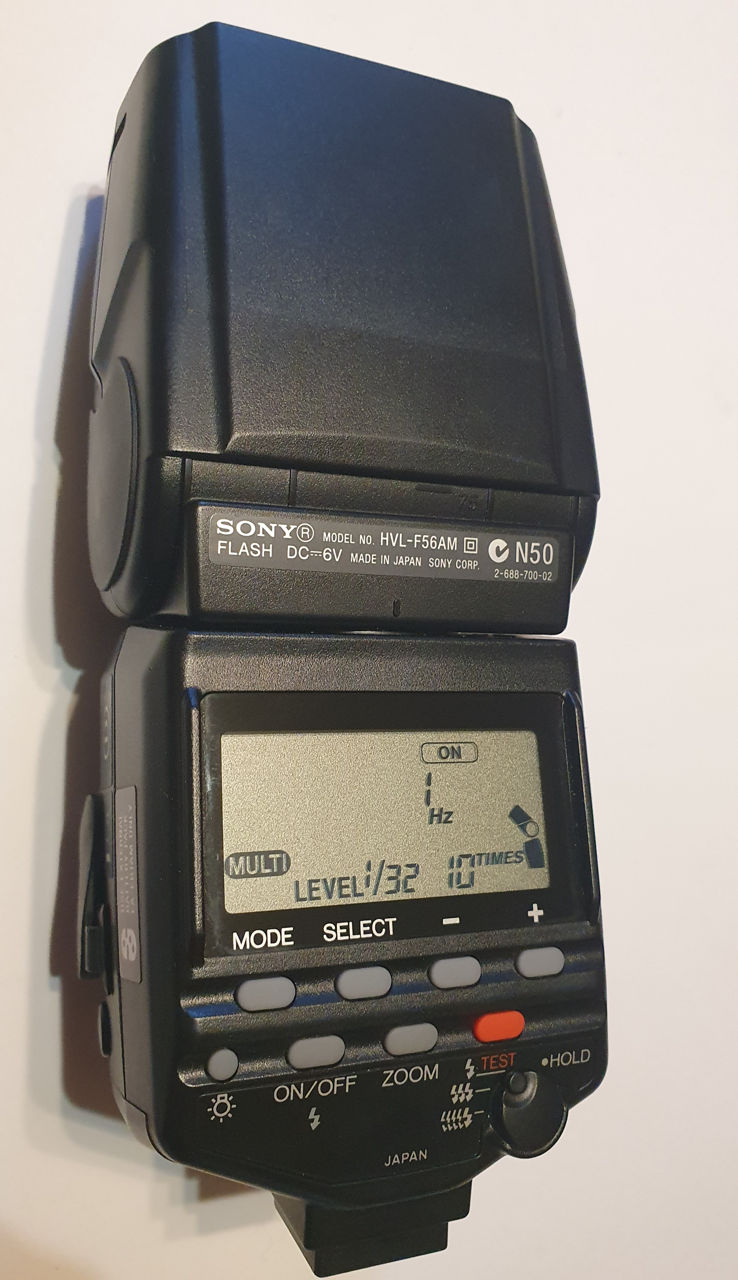 75
SONY® MODEL NO. HVL-F56AM N50
FLASH DC⎓6V MADE IN JAPAN SONY CORP. 2-688-700-02
ON
1
Hz
MULTI LEVEL 1/32 10 TIMES
MODE SELECT − +
TEST •HOLD
ON/OFF ZOOM
JAPAN